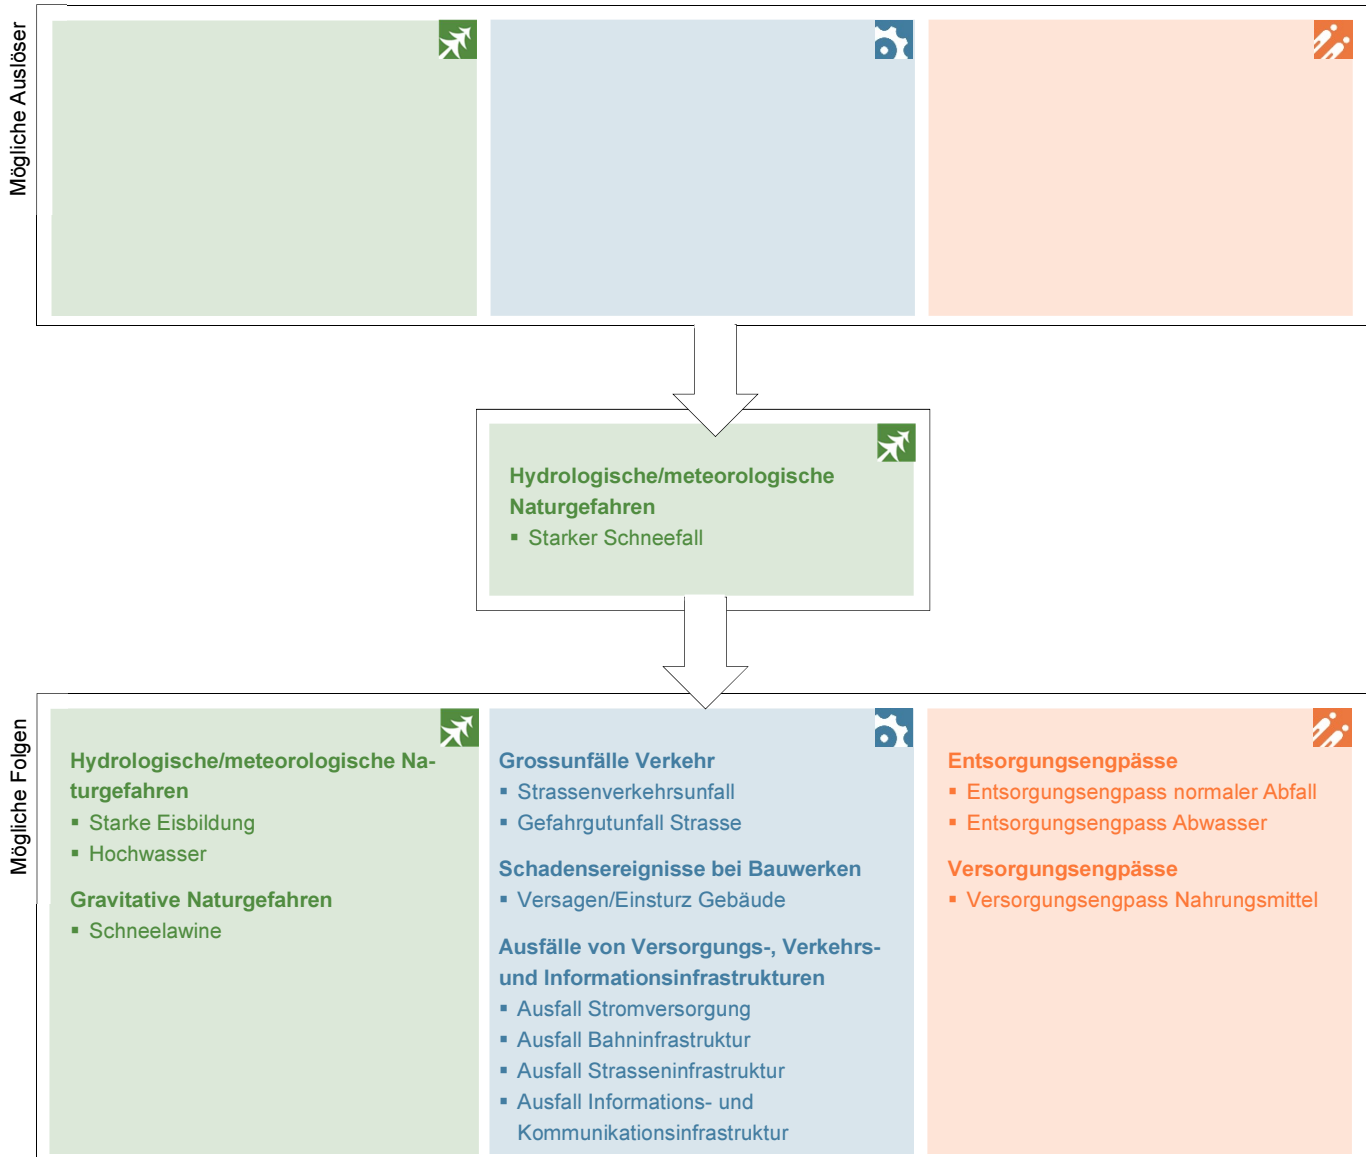 Mögliche Auslöser
Hydrologische/meteorologische
Naturgefahren
▪ Starker Schneefall
Mögliche Folgen
Hydrologische/meteorologische Na-
turgefahren
▪ Starke Eisbildung
▪ Hochwasser
Gravitative Naturgefahren
▪ Schneelawine
Grossunfälle Verkehr
▪ Strassenverkehrsunfall
▪ Gefahrgutunfall Strasse
Schadensereignisse bei Bauwerken
▪ Versagen/Einsturz Gebäude
Ausfälle von Versorgungs-, Verkehrs-
und Informationsinfrastrukturen
▪ Ausfall Stromversorgung
▪ Ausfall Bahninfrastruktur
▪ Ausfall Strasseninfrastruktur
▪ Ausfall Informations- und
Kommunikationsinfrastruktur
Entsorgungsengpässe
▪ Entsorgungsengpass normaler Abfall
▪ Entsorgungsengpass Abwasser
Versorgungsengpässe
▪ Versorgungsengpass Nahrungsmittel